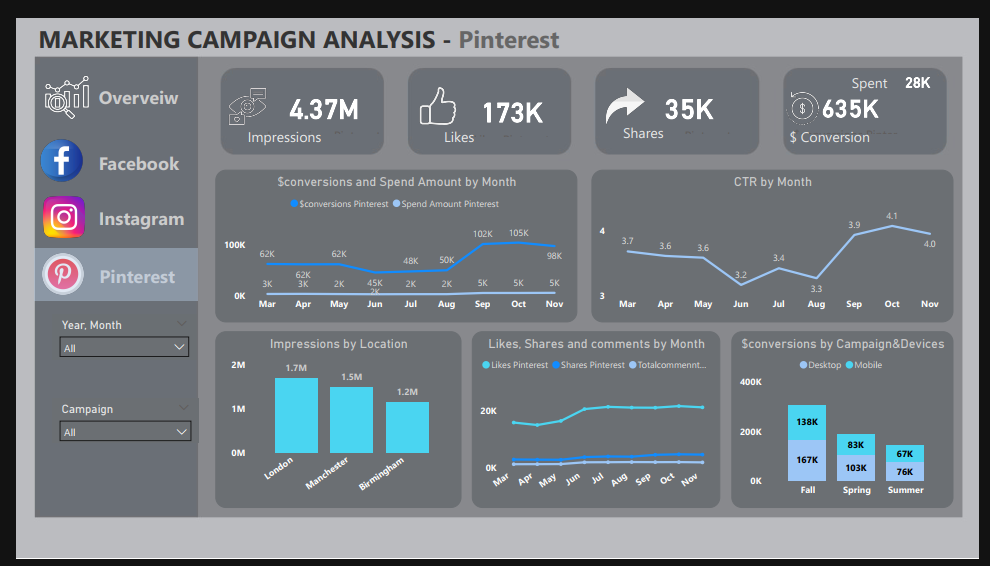 MARKETING CAMPAIGN ANALYSIS - Pinterest
Overveiw
Facebook
Instagram
Pinterest
Year, Month
All
Campaign
All
4.37M
Impressions
173K
Likes
35K
Shares
Spent 28K
635K
$ Conversion
$conversions and Spend Amount by Month
$conversions Pinterest Spend Amount Pinterest
100K
0K
62K 62K 62K 45K 48K 50K 102K 105K 98K
3K 3K 2K 2K 2K 2K 5K 5K 5K
Mar Apr May Jun Jul Aug Sep Oct Nov
CTR by Month
4
3
3.7 3.6 3.6 3.2 3.4 3.3 3.9 4.1 4.0
Mar Apr May Jun Jul Aug Sep Oct Nov
Impressions by Location
2M
1M
0M
1.7M 1.5M 1.2M
London Manchester Birmingham
Likes, Shares and comments by Month
Likes Pinterest Shares Pinterest Totalcommennt...
20K
0K
Mar Apr May Jun Jul Aug Sep Oct Nov
$conversions by Campaign&Devices
Desktop Mobile
400K
200K
0K
138K 83K 67K
167K 103K 76K
Fall Spring Summer